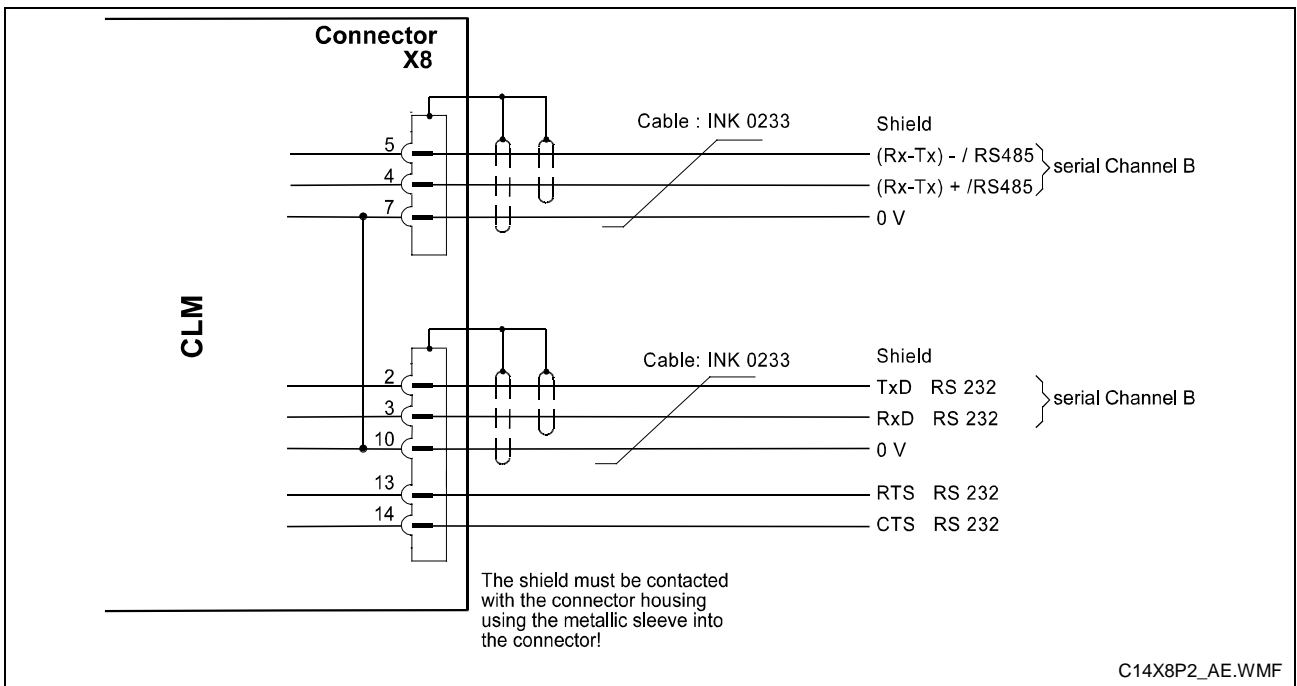 Connector
X8
Cable : INK 0233
Shield
5
(Rx-Tx) - / RS485
serial Channel B
4
(Rx-Tx) + /RS485
7
0 V
CLM
Cable: INK 0233
Shield
2
TxD RS 232
serial Channel B
3
RxD RS 232
10
0 V
13
RTS RS 232
14
CTS RS 232
The shield must be contacted
with the connector housing
using the metallic sleeve into
the connector!
C14X8P2_AE.WMF